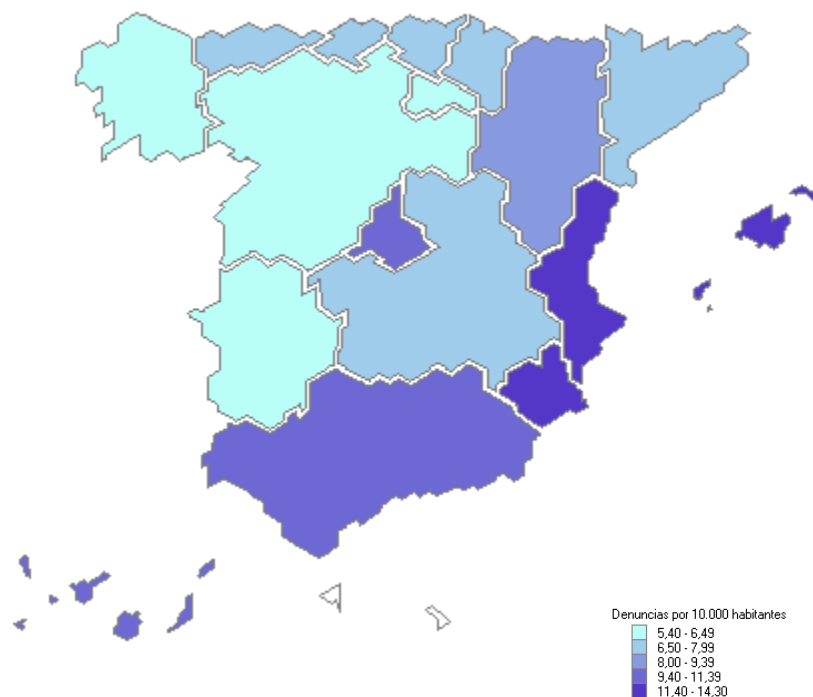 Denuncias por 10.000 habitantes
5,40 - 6,49
6,50 - 7,99
8,00 - 9,39
9,40 - 11,39
11,40 - 14,30